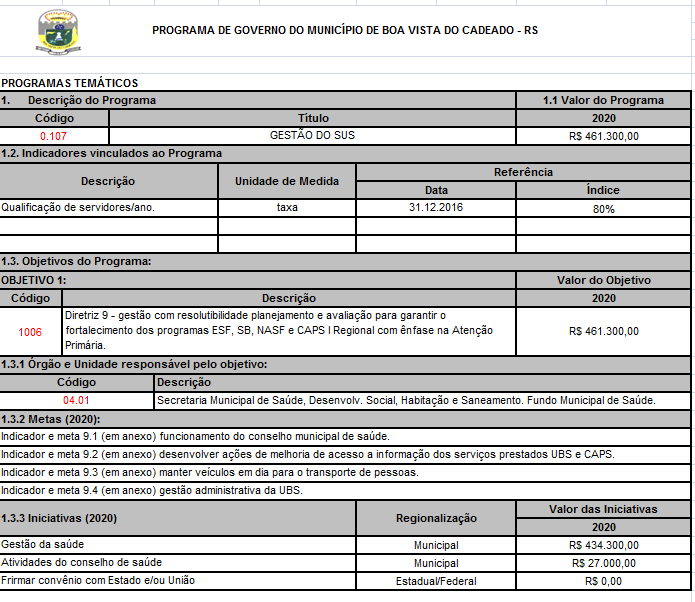 PROGRAMA DE GOVERNO DO MUNICÍPIO DE BOA VISTA DO CADEADO - RS
PROGRAMAS TEMÁTICOS
1. Descrição do Programa 1.1 Valor do Programa
Código Título 2020
0.107 GESTÃO DO SUS R$ 461.300,00
1.2. Indicadores vinculados ao Programa
Descrição Unidade de Medida Referência
Data Índice
Qualificação de servidores/ano. taxa 31.12.2016 80%
1.3. Objetivos do Programa:
OBJETIVO 1: Valor do Objetivo
Código Descrição 2020
1006 Diretriz 9 - gestão com resolutibilidade planejamento e avaliação para garantir o
fortalecimento dos programas ESF, SB, NASF e CAPS I Regional com ênfase na Atenção
Primária.
R$ 461.300,00
1.3.1 Órgão e Unidade responsável pelo objetivo:
Código Descrição
04.01 Secretaria Municipal de Saúde, Desenvolv. Social, Habitação e Saneamento. Fundo Municipal de Saúde.
1.3.2 Metas (2020):
Indicador e meta 9.1 (em anexo) funcionamento do conselho municipal de saúde.
Indicador e meta 9.2 (em anexo) desenvolver ações de melhoria de acesso a informação dos serviços prestados UBS e CAPS.
Indicador e meta 9.3 (em anexo) manter veículos em dia para o transporte de pessoas.
Indicador e meta 9.4 (em anexo) gestão administrativa da UBS.
1.3.3 Iniciativas (2020) Regionalização Valor das Iniciativas
2020
Gestão da saúde Municipal R$ 434.300,00
Atividades do conselho de saúde Municipal R$ 27.000,00
Frirmar convênio com Estado e/ou União Estadual/Federal R$ 0,00